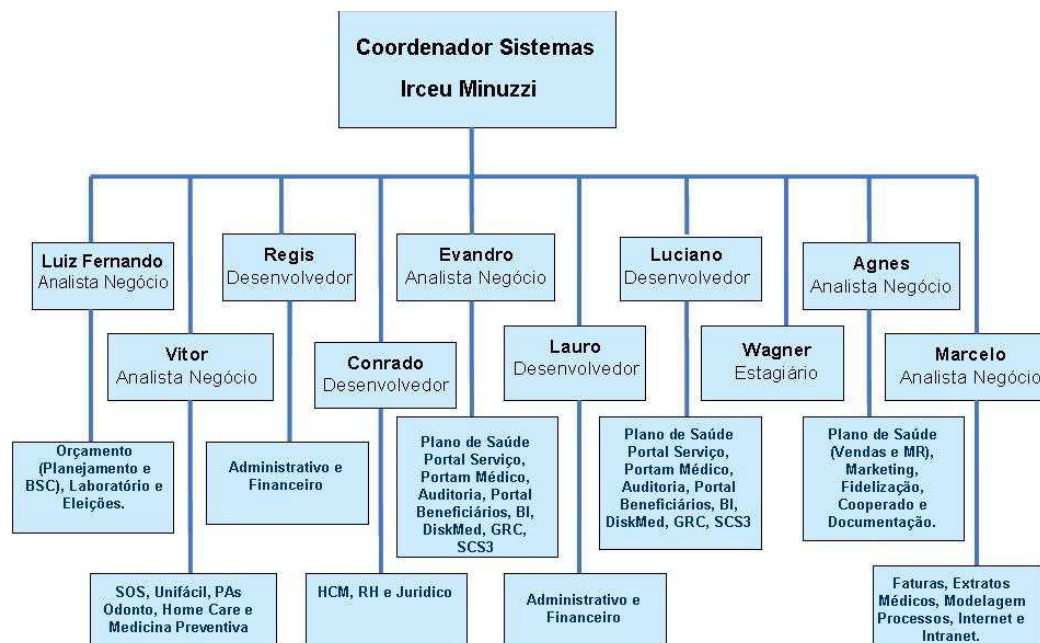 Coordenador Sistemas
Irceu Minuzzi
Luiz Fernando
Analista Negócio
Regis
Desenvolvedor
Evandro
Analista Negócio
Luciano
Desenvolvedor
Agnes
Analista Negócio
Vitor
Analista Negócio
Conrado
Desenvolvedor
Lauro
Desenvolvedor
Wagner
Estagiário
Marcelo
Analista Negócio
Orçamento
(Planejamento e
BSC), Laboratório e
Eleições.
Administrativo e
Financeiro
Plano de Saúde
Portal Serviço,
Portam Médico,
Auditoria, Portal
Beneficiários, BI,
DiskMed, GRC,
SCS3
Plano de Saúde
Portal Serviço,
Portam Médico,
Auditoria, Portal
Beneficiários, BI,
DiskMed, GRC, SCS3
Plano de Saúde
(Vendas e MR),
Marketing,
Fidelização,
Cooperado e
Documentação.
SOS, Unifácil, PAs
Odonto, Home Care e
Medicina Preventiva
HCM, RH e Juridico
Administrativo e
Financeiro
Faturas, Extratos
Médicos, Modelagem
Processos, Internet e
Intranet.